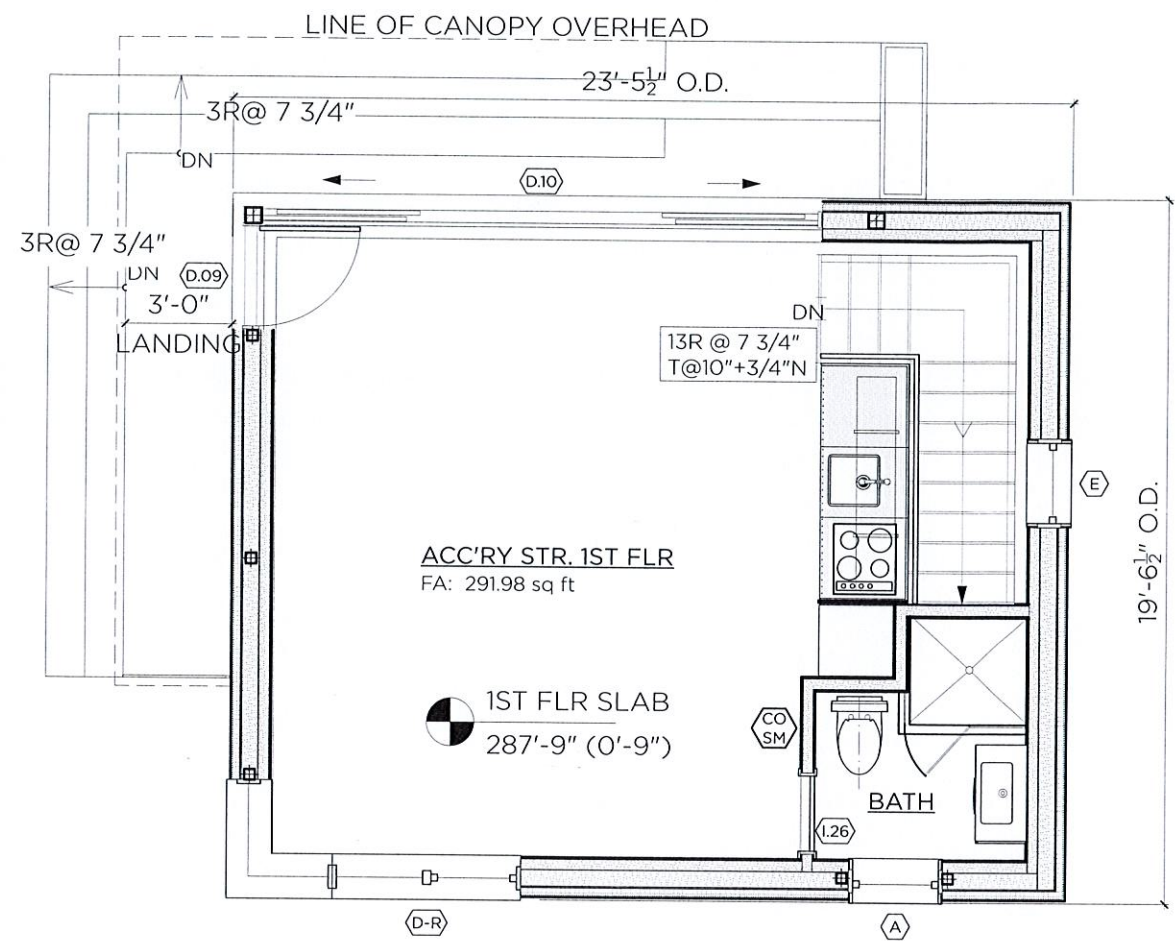 LINE OF CANOPY OVERHEAD
23'-5½" O.D.
3R@ 7 3/4"
DN
D.10
3R@ 7 3/4"
DN
D.09
3'-0"
LANDING
DN
13R @ 7 3/4"
T@10"+3/4"N
E
19'-6½" O.D.
ACC'RY STR. 1ST FLR
FA: 291.98 sq ft
1ST FLR SLAB
287'-9" (0'-9")
CO
SM
BATH
I.26
D-R
A